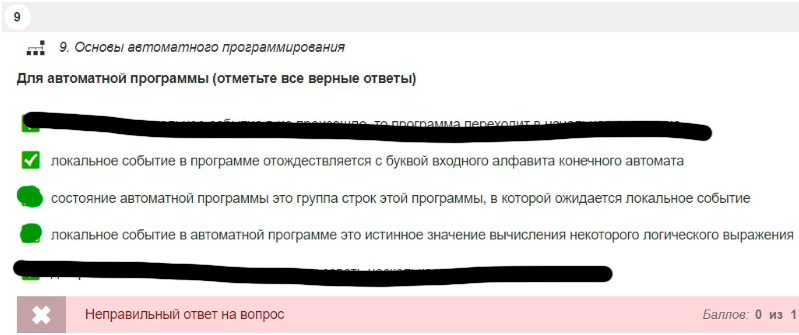 9
9. Основы автоматного программирования
Для автоматной программы (отметьте все верные ответы)
локальное событие в программе отождествляется с буквой входного алфавита конечного автомата
состояние автоматной программы это группа строк этой программы, в которой ожидается локальное событие
локальное событие в автоматной программе это истинное значение вычисления некоторого логического выражения
Неправильный ответ на вопрос
Баллов: 0 из 1